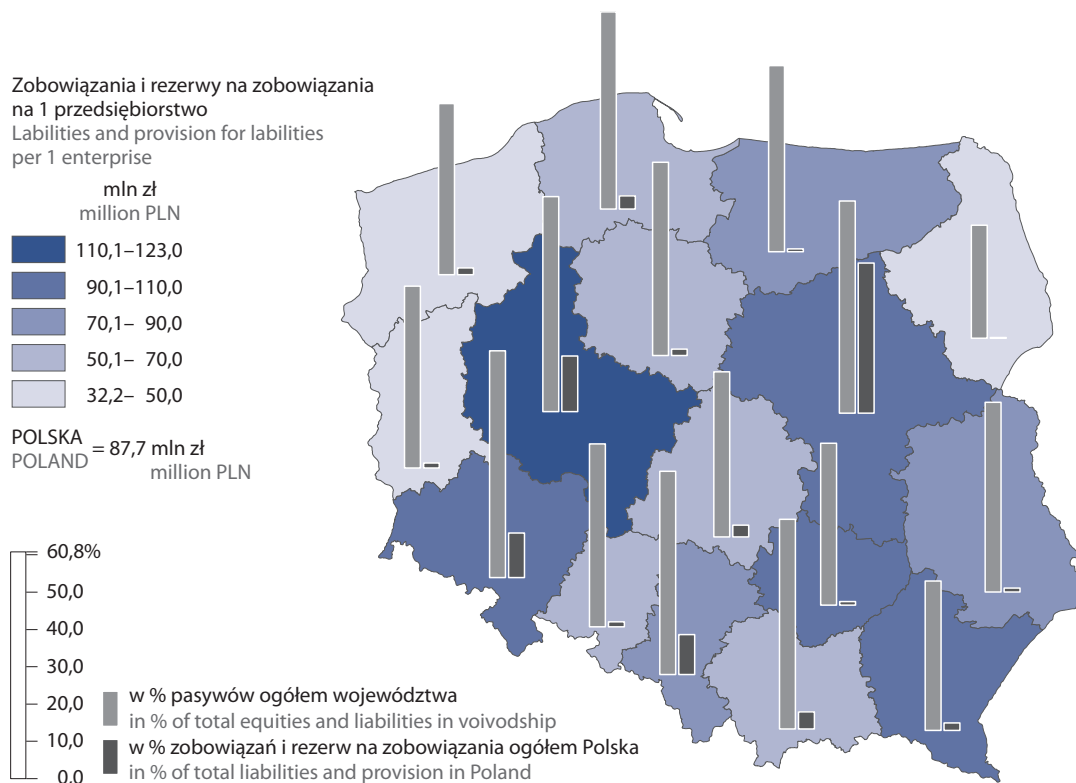 Zobowiązania i rezerwy na zobowiązania
na 1 przedsiębiorstwo
Labilities and provision for labilities
per 1 enterprise
mln zł
million PLN
110,1–123,0
90,1–110,0
70,1– 90,0
50,1– 70,0
32,2– 50,0
POLSKA
POLAND = 87,7 mln zł
million PLN
60,8%
50,0
40,0
30,0
20,0
10,0
0,0
w % pasywów ogółem województwa
in % of total equities and liabilities in voivodship
w % zobowiązań i rezerw na zobowiązania ogółem Polska
in % of total liabilities and provision in Poland